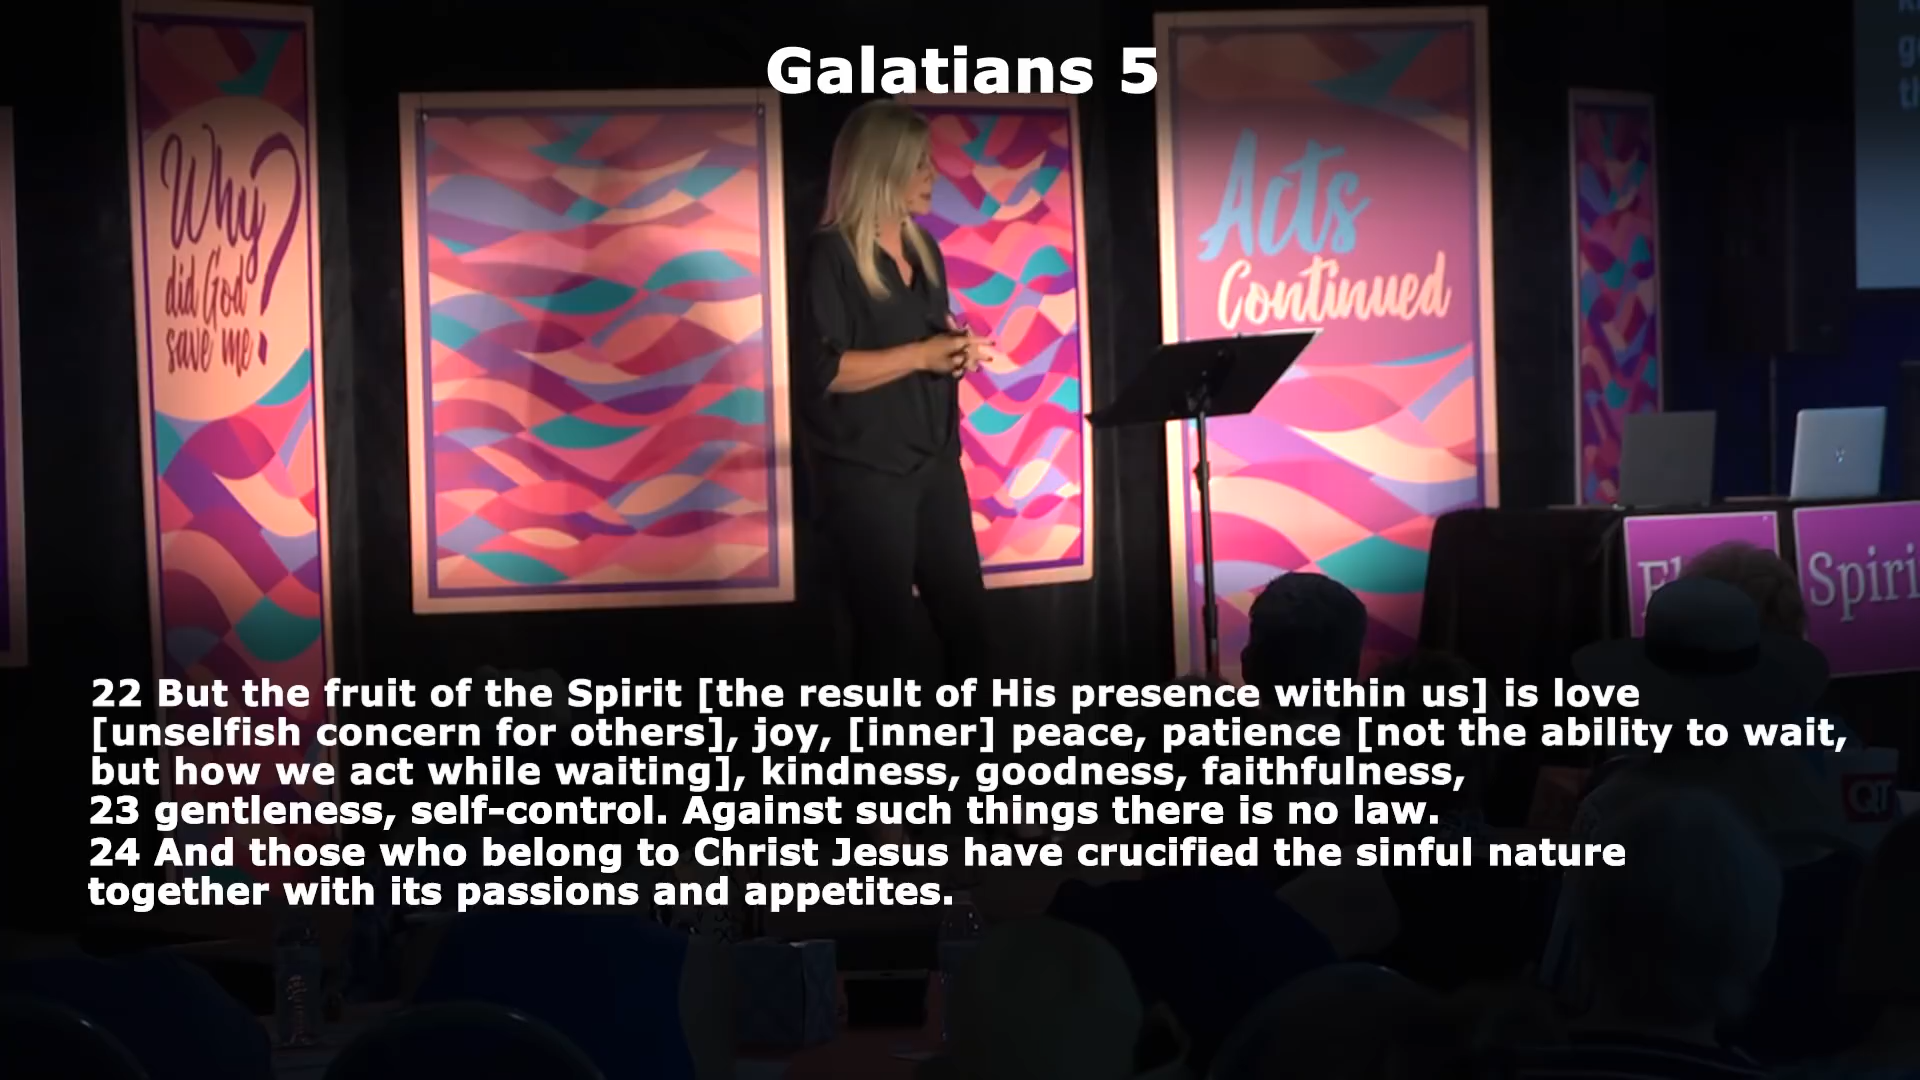 Galatians 5
Why?
did God
save me
Acts
Continued
22 But the fruit of the Spirit [the result of His presence within us] is love
[unselfish concern for others], joy, [inner] peace, patience [not the ability to wait,
but how we act while waiting], kindness, goodness, faithfulness,
23 gentleness, self-control. Against such things there is no law.
24 And those who belong to Christ Jesus have crucified the sinful nature
together with its passions and appetites.
QT